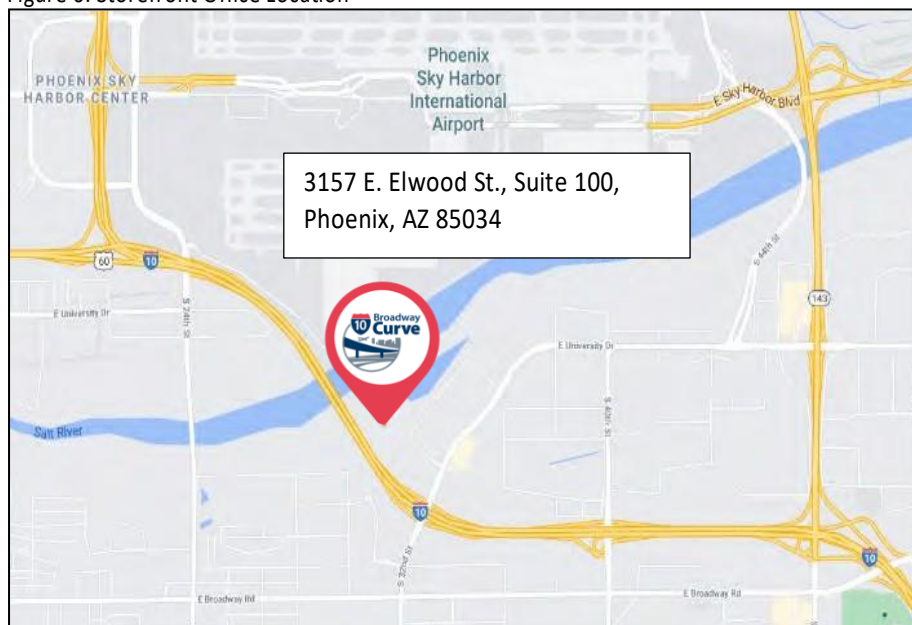 Figure 6. Storefront Office Location
PHOENIX SKY
HARBOR CENTER
Phoenix
Sky Harbor
International
Airport
E Sky Harbor Blvd
3157 E. Elwood St., Suite 100,
Phoenix, AZ 85034
60
10
S 24th St
E University Dr
10 Broadway
Curve
S 44th St
143
E University Dr
S 40th St
Salt River
10
S 32nd St
10
E Broadway Rd
E Broadway Rd